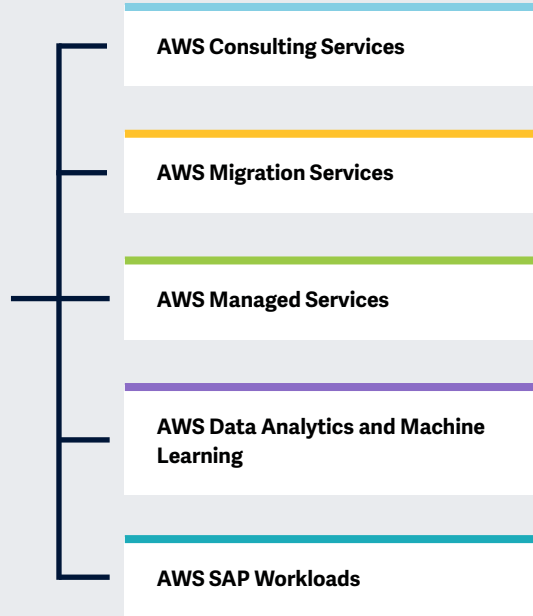 AWS Consulting Services
AWS Migration Services
AWS Managed Services
AWS Data Analytics and Machine
Learning
AWS SAP Workloads